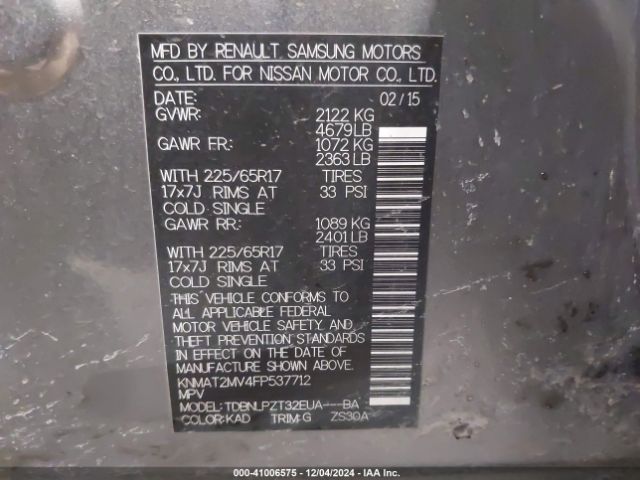 MFD BY RENAULT SAMSUNG MOTORS
CO., LTD. FOR NISSAN MOTOR CO., LTD.
DATE: 02/15
GVWR: 2122 KG
4679LB
GAWR FR: 1072 KG
2363 LB
WITH 225/65R17 TIRES
17x7J RIMS AT 33 PSI
COLD SINGLE
GAWR RR: 1089 KG
2401 LB
WITH 225/65R17 TIRES
17x7J RIMS AT 33 PSI
COLD SINGLE
THIS VEHICLE CONFORMS TO
ALL APPLICABLE FEDERAL
MOTOR VEHICLE SAFETY, AND
THEFT PREVENTION STANDARDS
IN EFFECT ON THE DATE OF
MANUFACTURE SHOWN ABOVE.
KNMAT2MV4FP537712
MPV
MODEL: TDBNLPZT32EUA---BA
COLOR:KAD TRIM:G ZS30A
000-41006575 - 12/04/2024 - IAA Inc.